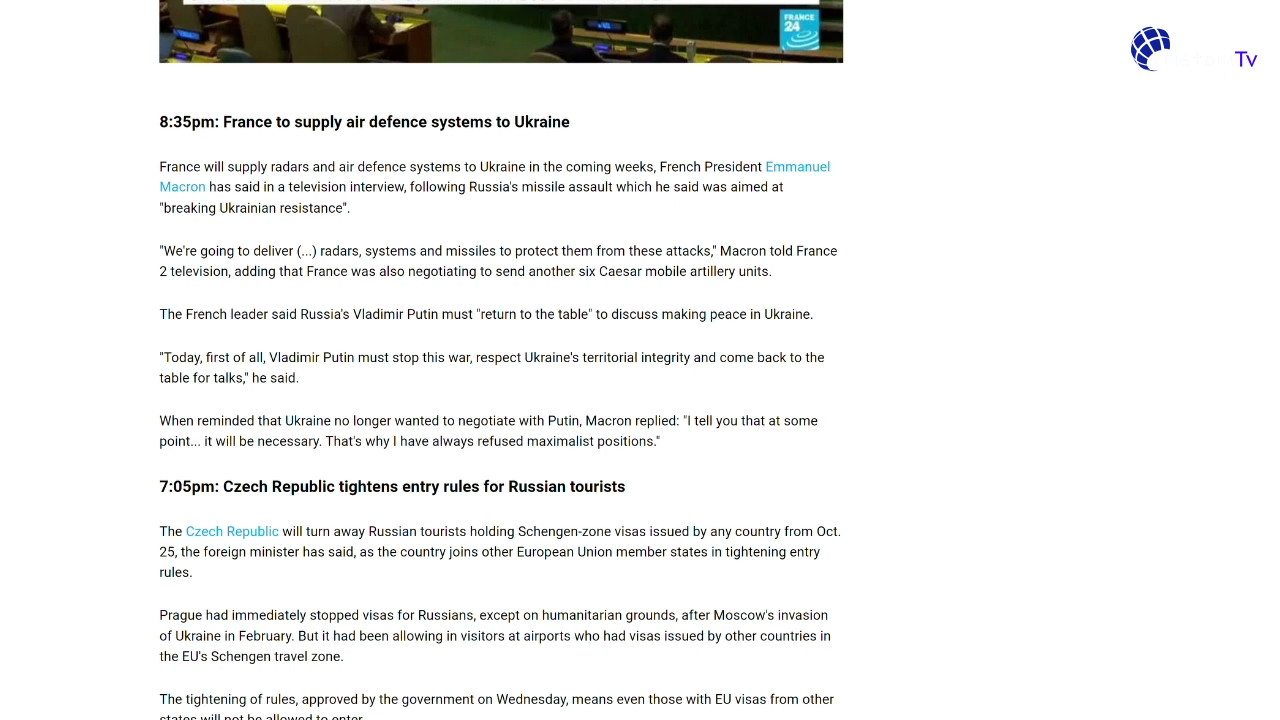 FRANCE
24
Tv
8:35pm: France to supply air defence systems to Ukraine
France will supply radars and air defence systems to Ukraine in the coming weeks, French President Emmanuel
Macron has said in a television interview, following Russia's missile assault which he said was aimed at
"breaking Ukrainian resistance".
"We're going to deliver (...) radars, systems and missiles to protect them from these attacks," Macron told France
2 television, adding that France was also negotiating to send another six Caesar mobile artillery units.
The French leader said Russia's Vladimir Putin must "return to the table" to discuss making peace in Ukraine.
"Today, first of all, Vladimir Putin must stop this war, respect Ukraine's territorial integrity and come back to the
table for talks," he said.
When reminded that Ukraine no longer wanted to negotiate with Putin, Macron replied: "I tell you that at some
point... it will be necessary. That's why I have always refused maximalist positions."
7:05pm: Czech Republic tightens entry rules for Russian tourists
The Czech Republic will turn away Russian tourists holding Schengen-zone visas issued by any country from Oct.
25, the foreign minister has said, as the country joins other European Union member states in tightening entry
rules.
Prague had immediately stopped visas for Russians, except on humanitarian grounds, after Moscow's invasion
of Ukraine in February. But it had been allowing in visitors at airports who had visas issued by other countries in
the EU's Schengen travel zone.
The tightening of rules, approved by the government on Wednesday, means even those with EU visas from other
states will not be allowed to enter.